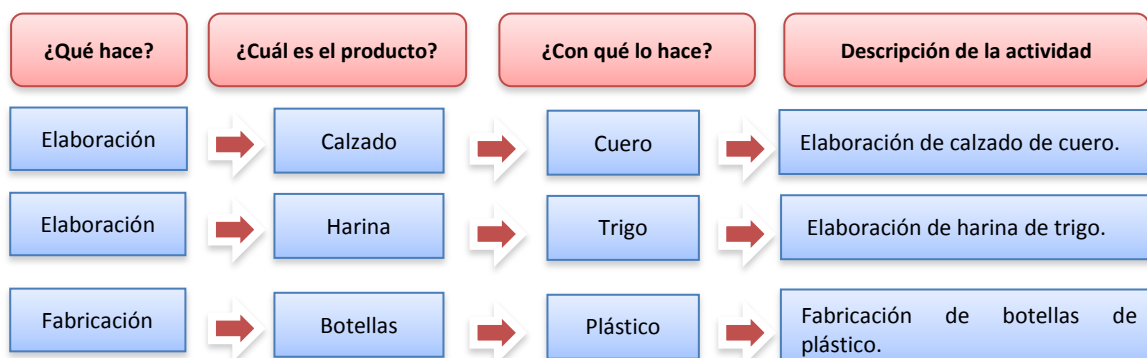 ¿Qué hace?
¿Cuál es el producto?
¿Con qué lo hace?
Descripción de la actividad
Elaboración
Calzado
Cuero
Elaboración de calzado de cuero.
Elaboración
Harina
Trigo
Elaboración de harina de trigo.
Fabricación
Botellas
Plástico
Fabricación de botellas de
plástico.